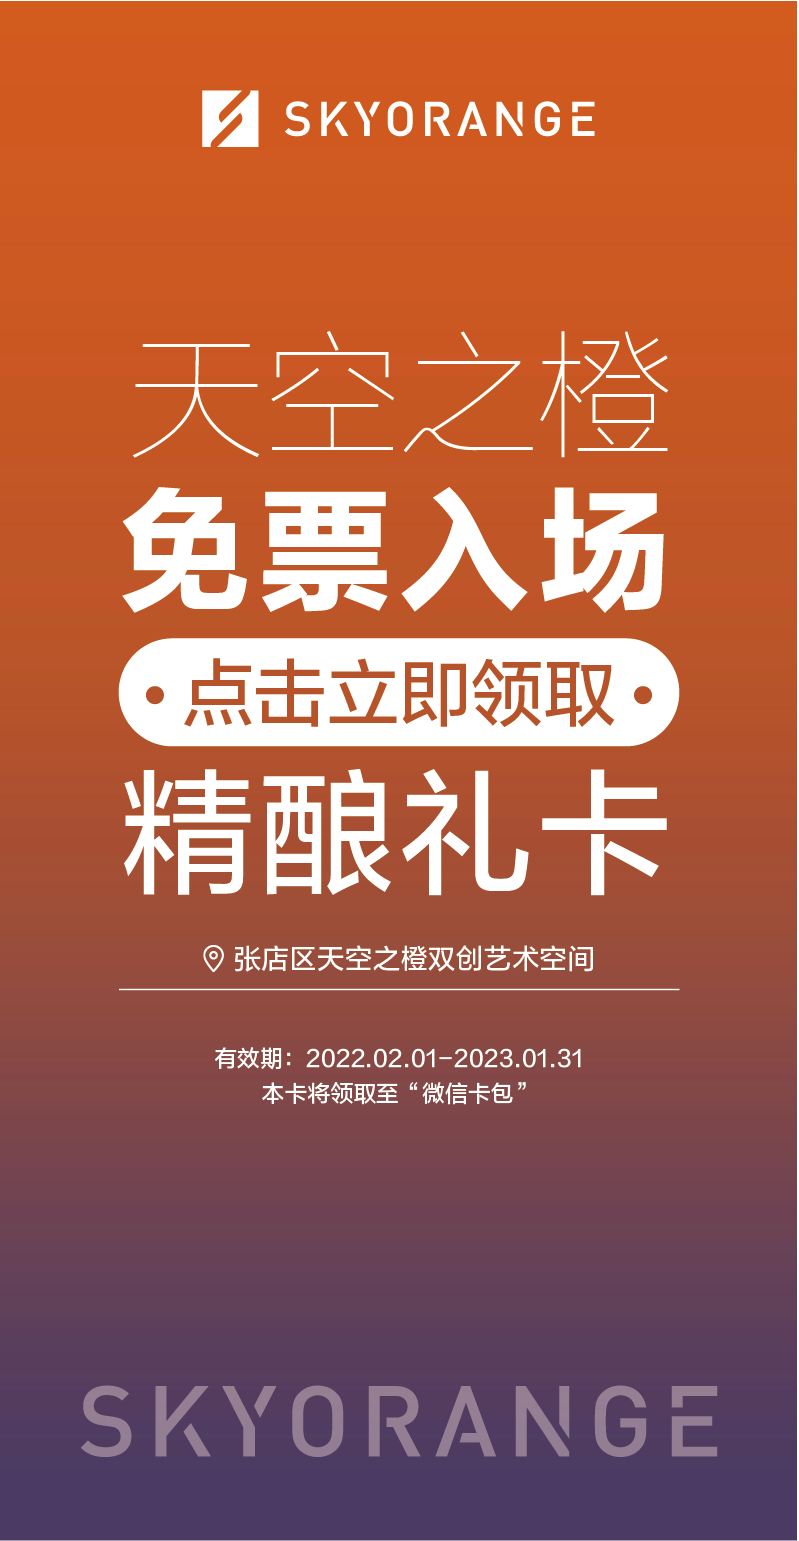 SKYORANGE
天空之橙
免票入场
·点击立即领取·
精酿礼卡
张店区天空之橙双创艺术空间
有效期：2022.02.01-2023.01.31
本卡将领取至“微信卡包”
SKYORANGE